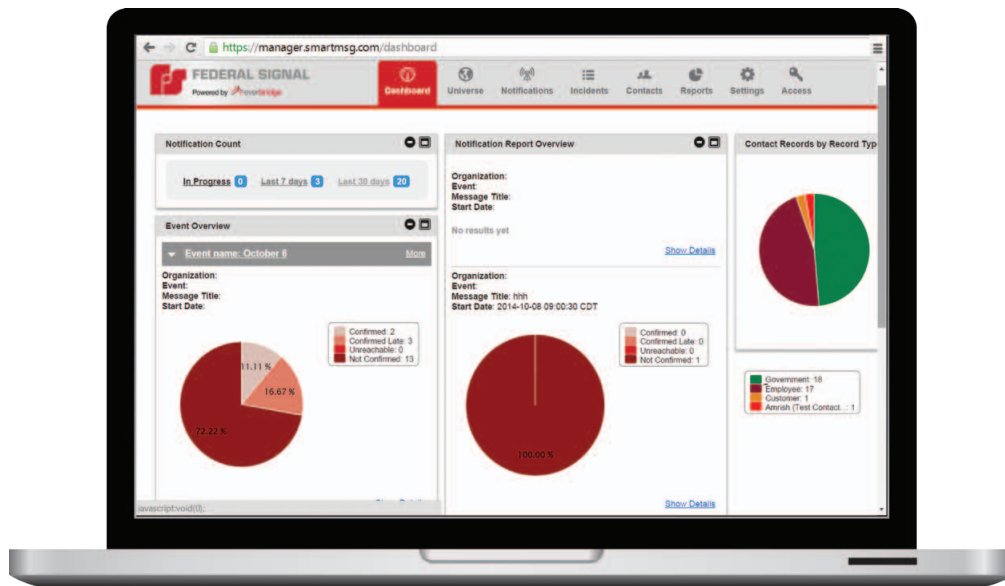 https://manager.smartmsg.com/dashboard
FEDERAL SIGNAL
Powered by everbridge
Dashboard
Universe
Notifications
Incidents
Contacts
Reports
Settings
Access
Notification Count
In Progress 0 Last 7 days 3 Last 30 days 20
Event Overview
Event name: October 6 More
Organization:
Event:
Message Title:
Start Date:
Confirmed: 2
Confirmed Late: 3
Unreachable: 0
Not Confirmed: 13
11.11 %
16.67 %
72.22 %
avascript:void(0);
Notification Report Overview
Organization:
Event:
Message Title:
Start Date:
No results yet
Show Details
Organization:
Event:
Message Title: hhh
Start Date: 2014-10-08 09:00:30 CDT
Confirmed: 0
Confirmed Late: 0
Unreachable: 0
Not Confirmed: 1
100.00 %
Show Details
Contact Records by Record Typ
Government: 18
Employee: 17
Customer: 1
Amrish (Test Contact...: 1